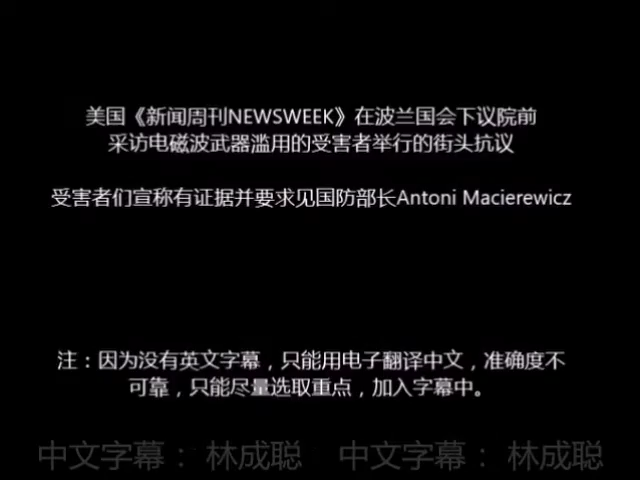 美国《新闻周刊NEWSWEEK》在波兰国会下议院前
采访电磁波武器滥用的受害者举行的街头抗议
受害者们宣称有证据并要求见国防部长Antoni Macierewicz
注：因为没有英文字幕，只能用电子翻译中文，准确度不
可靠，只能尽量选取重点，加入字幕中。
中文字幕： 林成聪 中文字幕： 林成聪